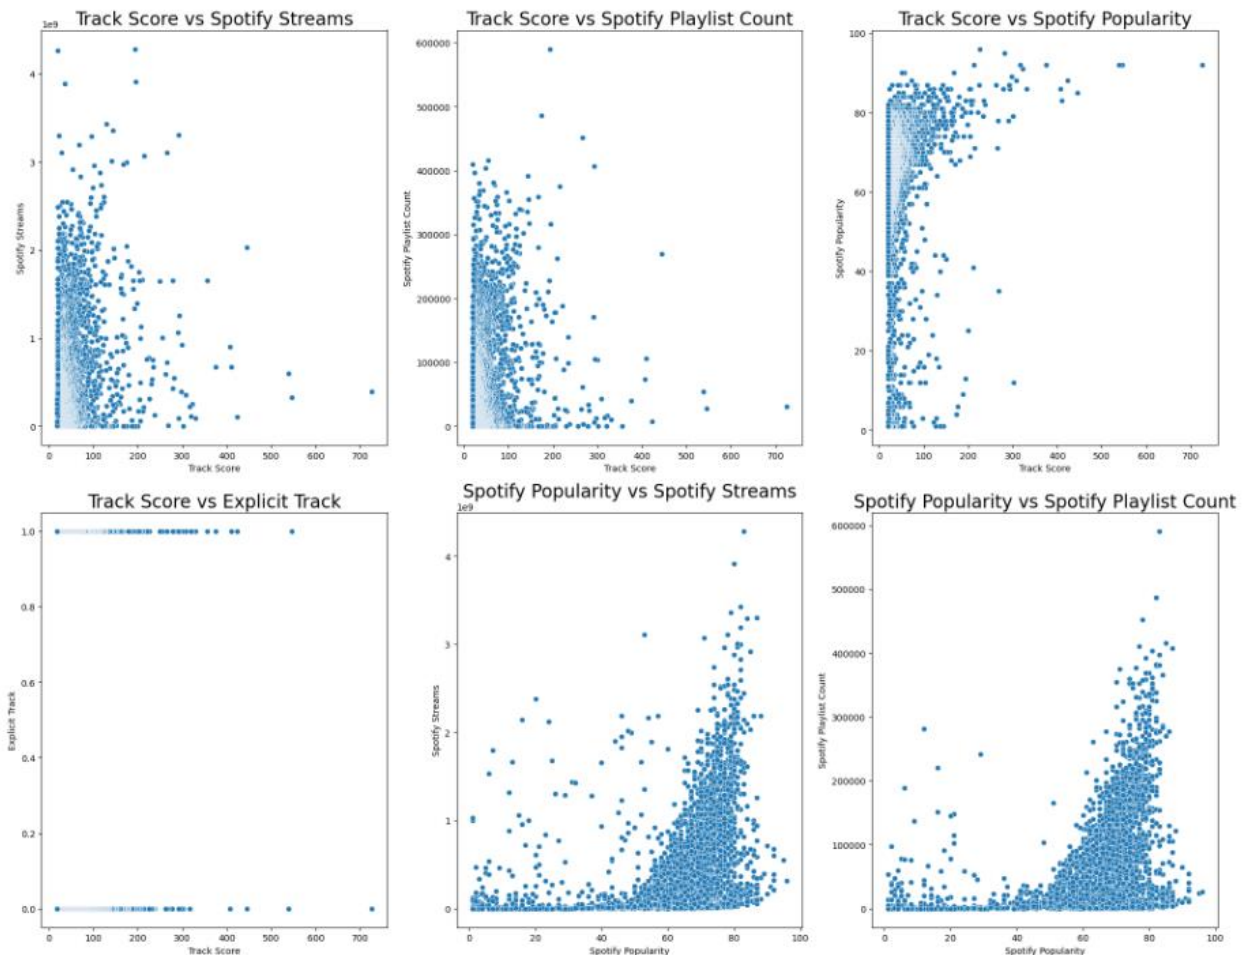 Track Score vs Spotify Streams
1e9
4
3
2
1
0
Spotify Streams
0 100 200 300 400 500 600 700
Track Score
Track Score vs Spotify Playlist Count
600000
500000
400000
300000
200000
100000
0
Spotify Playlist Count
0 100 200 300 400 500 600 700
Track Score
Track Score vs Spotify Popularity
100
80
60
40
20
0
Spotify Popularity
0 100 200 300 400 500 600 700
Track Score
Track Score vs Explicit Track
1.0
0.8
0.6
0.4
0.2
0.0
Explicit Track
0 100 200 300 400 500 600 700
Track Score
Spotify Popularity vs Spotify Streams
1e9
4
3
2
1
0
Spotify Streams
0 20 40 60 80 100
Spotify Popularity
Spotify Popularity vs Spotify Playlist Count
600000
500000
400000
300000
200000
100000
0
Spotify Playlist Count
0 20 40 60 80 100
Spotify Popularity